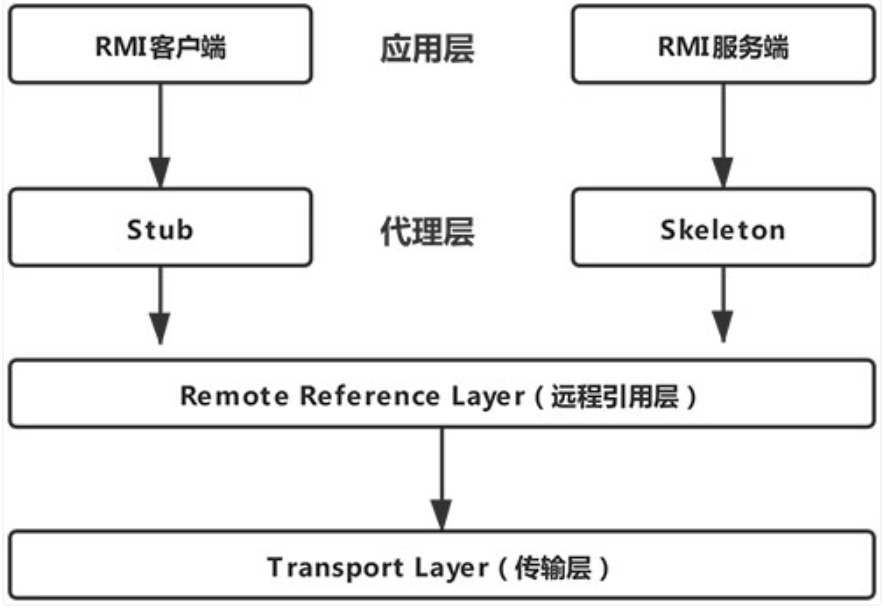 RMI客户端
应用层
RMI服务端
Stub
代理层
Skeleton
Remote Reference Layer（远程引用层）
Transport Layer（传输层）